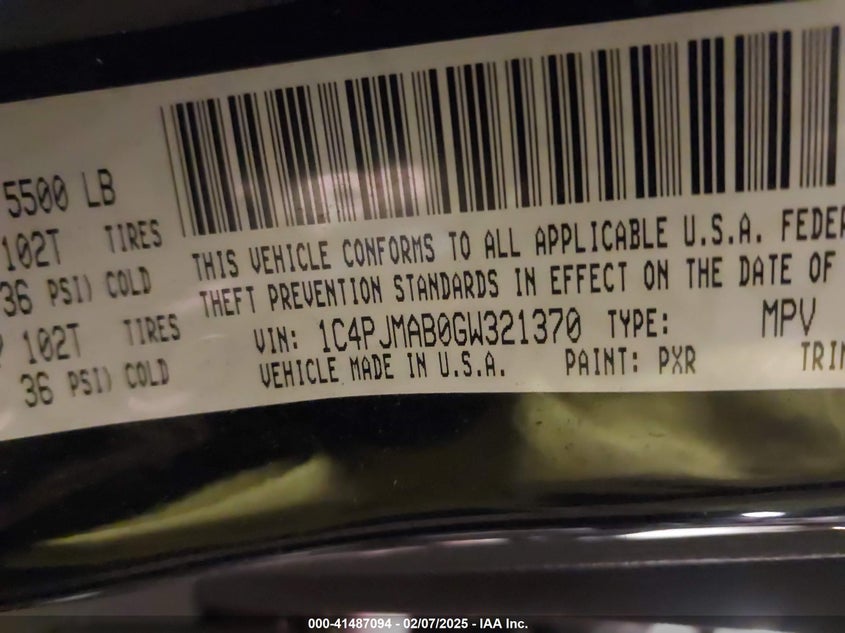 5500 LB
102T TIRES
36 PSI) COLD
102T TIRES
36 PSI) COLD
THIS VEHICLE CONFORMS TO ALL APPLICABLE U.S.A. FEDER
THEFT PREVENTION STANDARDS IN EFFECT ON THE DATE OF
VIN: 1C4PJMAB0GW321370 TYPE: MPV
VEHICLE MADE IN U.S.A. PAINT: PXR TRIM
000-41487094 – 02/07/2025 – IAA Inc.